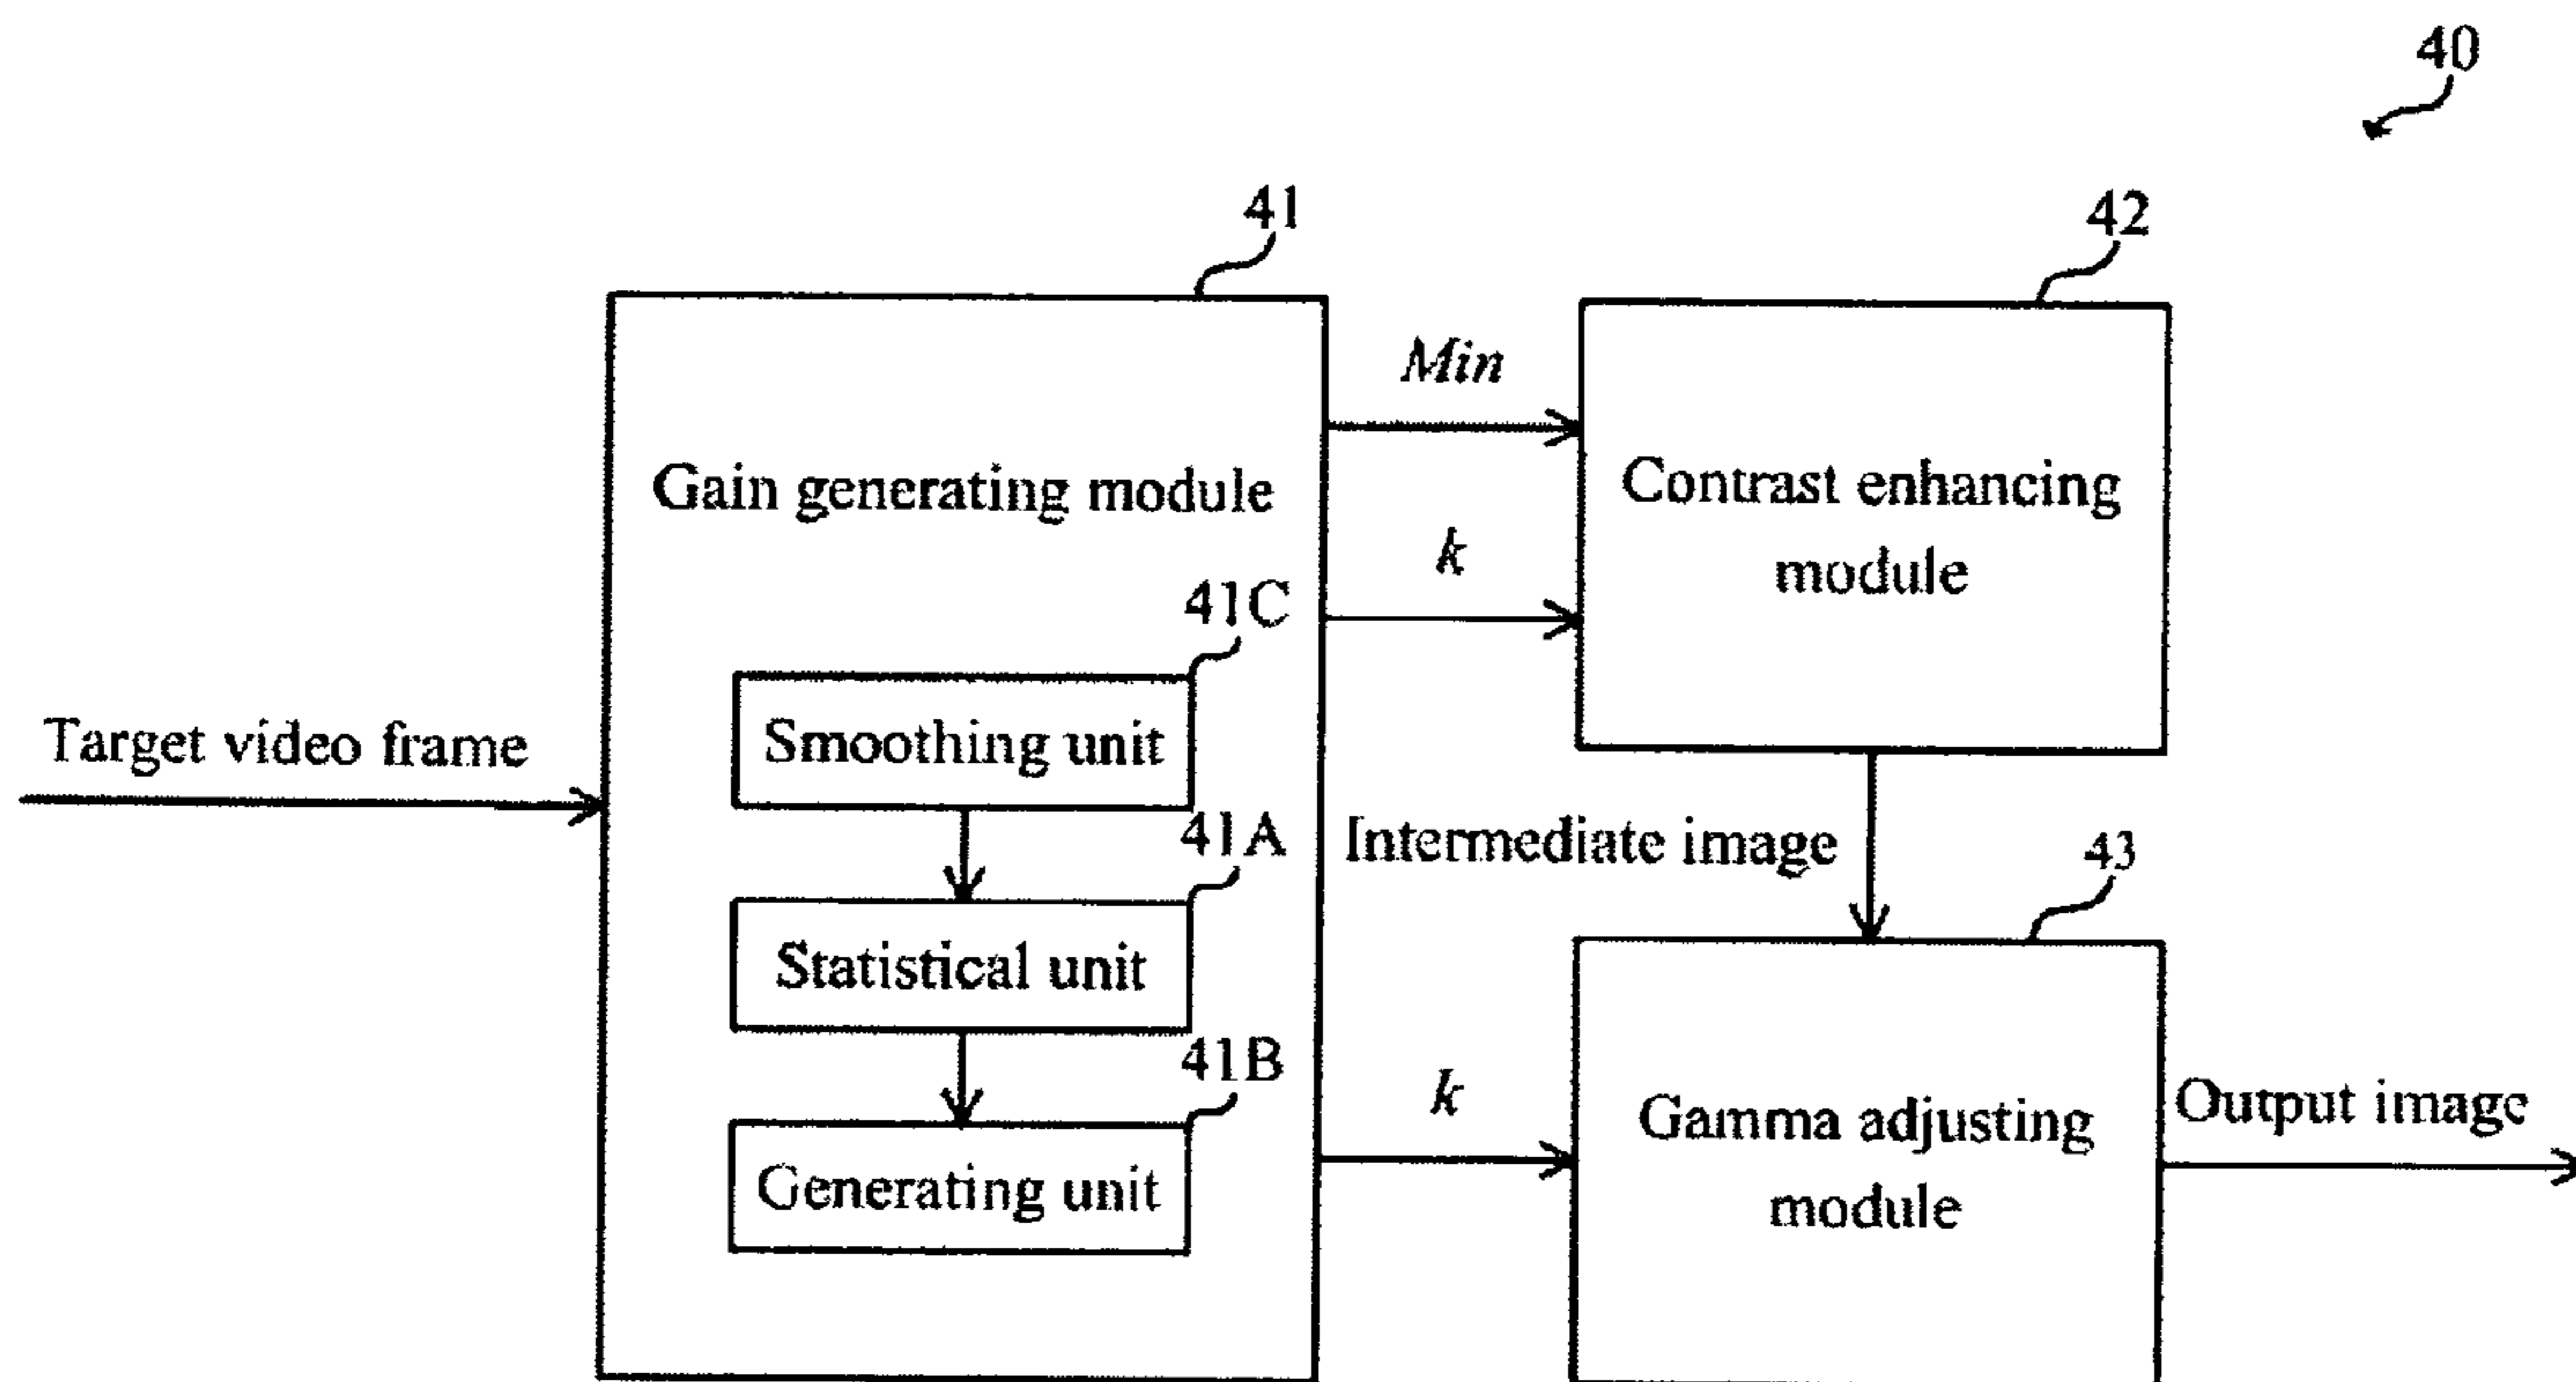 40
41
42
Min
Gain generating module
Contrast enhancing
module
k
41C
Smoothing unit
Target video frame
41A
Intermediate image
43
Statistical unit
41B
k
Generating unit
Gamma adjusting
module
Output image